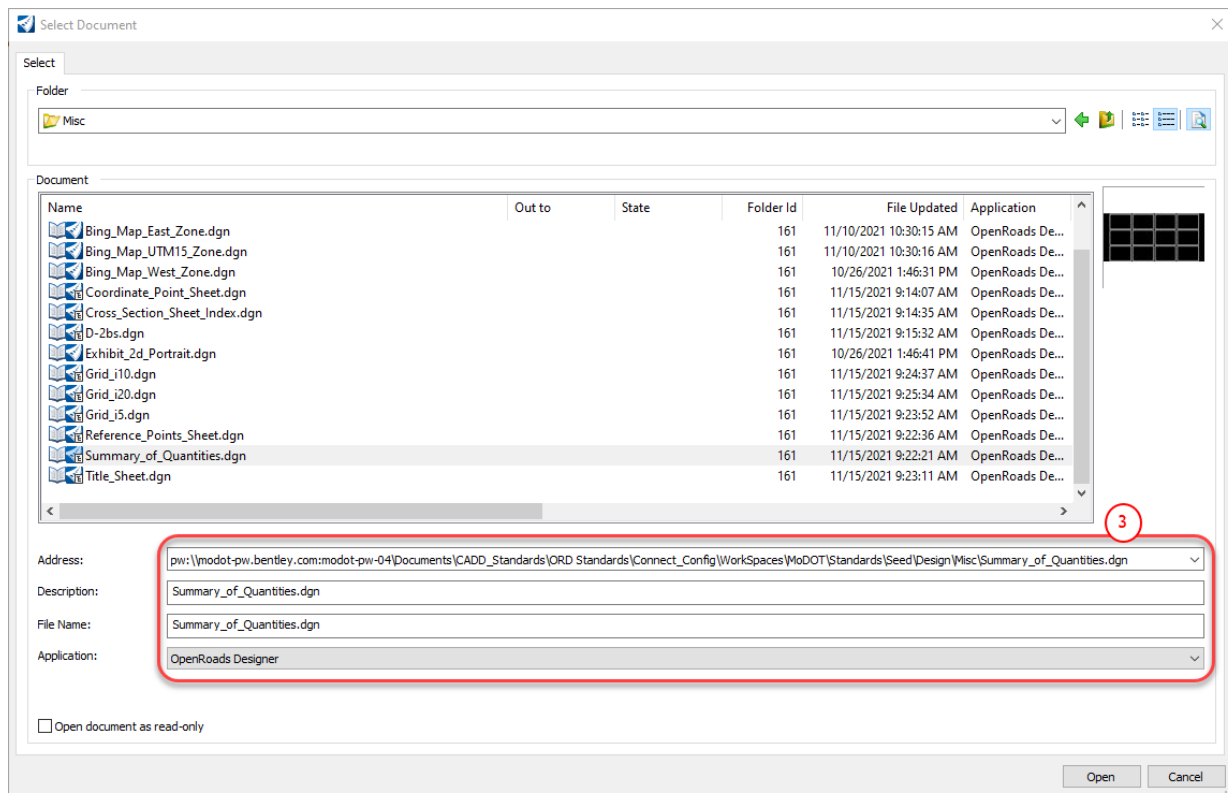 Select Document
Select
Folder
Misc
Document
Name Out to State Folder Id File Updated Application
Bing_Map_East_Zone.dgn 161 11/10/2021 10:30:15 AM OpenRoads De...
Bing_Map_UTM15_Zone.dgn 161 11/10/2021 10:30:16 AM OpenRoads De...
Bing_Map_West_Zone.dgn 161 10/26/2021 1:46:31 PM OpenRoads De...
Coordinate_Point_Sheet.dgn 161 11/15/2021 9:14:07 AM OpenRoads De...
Cross_Section_Sheet_Index.dgn 161 11/15/2021 9:14:35 AM OpenRoads De...
D-2bs.dgn 161 11/15/2021 9:15:32 AM OpenRoads De...
Exhibit_2d_Portrait.dgn 161 10/26/2021 1:46:41 PM OpenRoads De...
Grid_i10.dgn 161 11/15/2021 9:24:37 AM OpenRoads De...
Grid_i20.dgn 161 11/15/2021 9:25:34 AM OpenRoads De...
Grid_i5.dgn 161 11/15/2021 9:23:52 AM OpenRoads De...
Reference_Points_Sheet.dgn 161 11/15/2021 9:22:36 AM OpenRoads De...
Summary_of_Quantities.dgn 161 11/15/2021 9:22:21 AM OpenRoads De...
Title_Sheet.dgn 161 11/15/2021 9:23:11 AM OpenRoads De...
3
Address: pw:\\modot-pw.bentley.com:modot-pw-04\Documents\CADD_Standards\ORD Standards\Connect_Config\WorkSpaces\MoDOT\Standards\Seed\Design\Misc\Summary_of_Quantities.dgn
Description: Summary_of_Quantities.dgn
File Name: Summary_of_Quantities.dgn
Application: OpenRoads Designer
Open document as read-only
Open Cancel